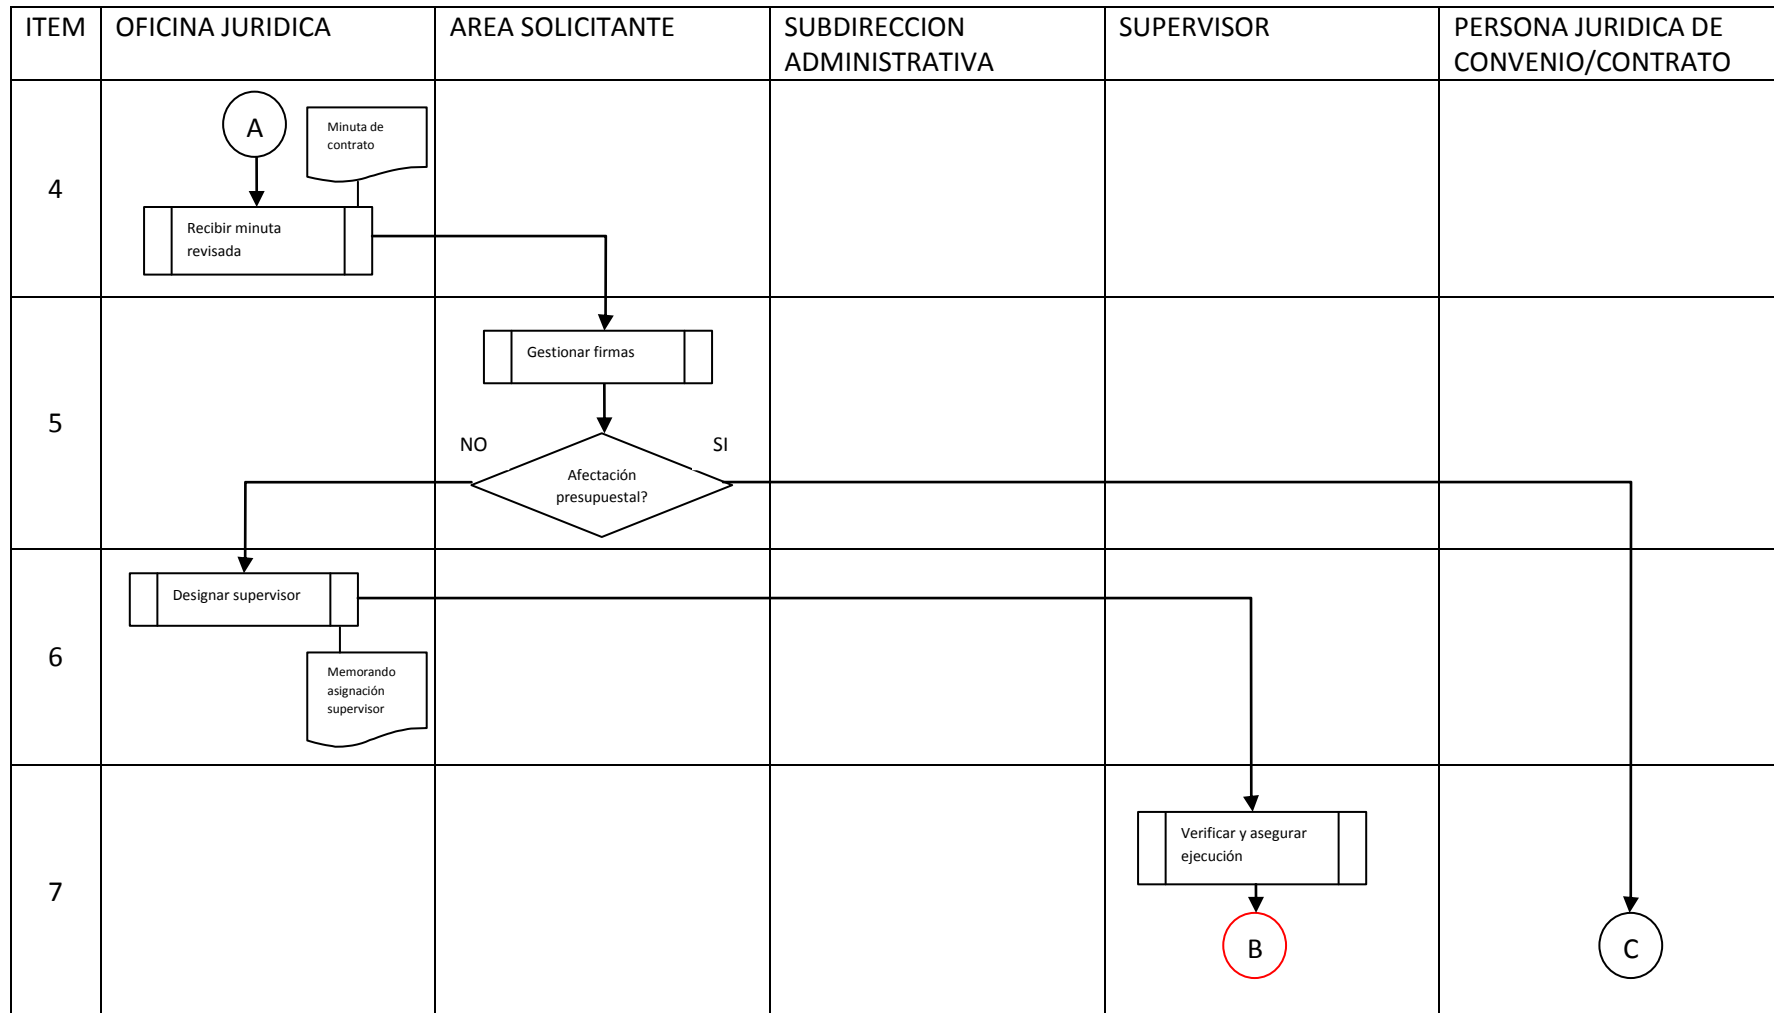 ITEM
OFICINA JURIDICA
AREA SOLICITANTE
SUBDIRECCION
ADMINISTRATIVA
SUPERVISOR
PERSONA JURIDICA DE
CONVENIO/CONTRATO
4
A
Minuta de
contrato
Recibir minuta
revisada
5
Gestionar firmas
NO
SI
Afectación
presupuestal?
6
Designar supervisor
Memorando
asignación
supervisor
7
Verificar y asegurar
ejecución
B
C